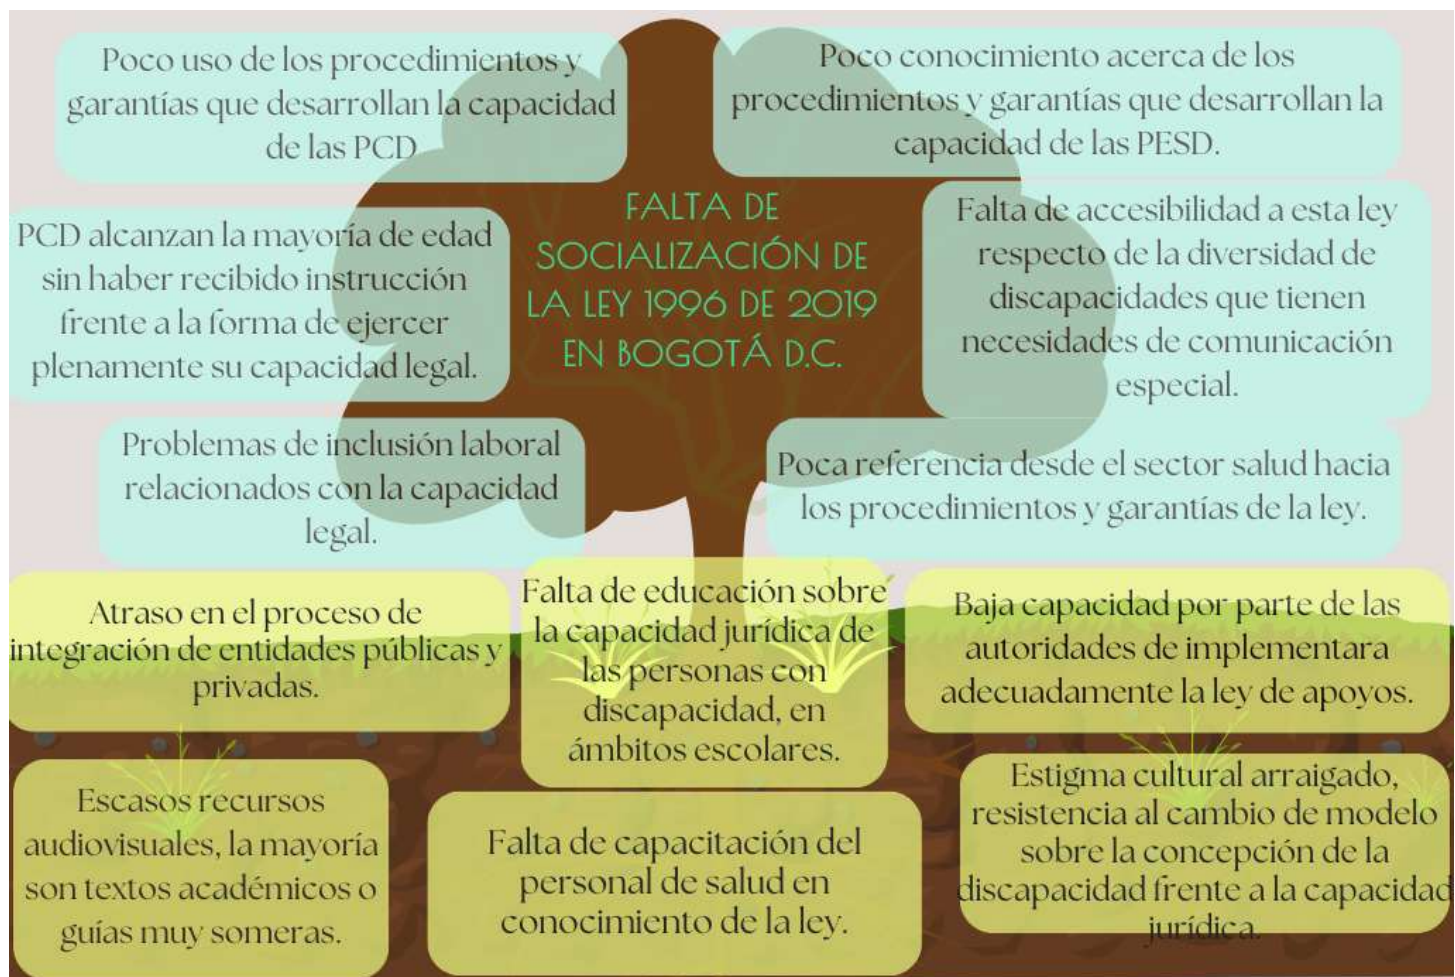 Poco uso de los procedimientos y
garantías que desarrollan la capacidad
de las PCD
Poco conocimiento acerca de los
procedimientos y garantías que desarrollan la
capacidad de las PESD.
FALTA DE
SOCIALIZACIÓN DE
LA LEY 1996 DE 2019
EN BOGOTÁ D.C.
PCD alcanzan la mayoría de edad
sin haber recibido instrucción
frente a la forma de ejercer
plenamente su capacidad legal.
Falta de accesibilidad a esta ley
respecto de la diversidad de
discapacidades que tienen
necesidades de comunicación
especial.
Problemas de inclusión laboral
relacionados con la capacidad
legal.
Poca referencia desde el sector salud hacia
los procedimientos y garantías de la ley.
Atraso en el proceso de
integración de entidades públicas y
privadas.
Falta de educación sobre
la capacidad jurídica de
las personas con
discapacidad, en
ámbitos escolares.
Baja capacidad por parte de las
autoridades de implementara
adecuadamente la ley de apoyos.
Escasos recursos
audiovisuales, la mayoría
son textos académicos o
guías muy someras.
Falta de capacitación del
personal de salud en
conocimiento de la ley.
Estigma cultural arraigado,
resistencia al cambio de modelo
sobre la concepción de la
discapacidad frente a la capacidad
jurídica.